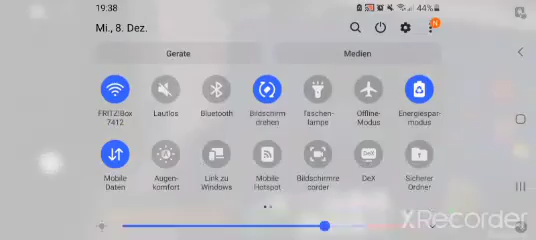 19:38
44%
Mi., 8. Dez.
N
Geräte
Medien
FRITZ!Box 7412
Lautlos
Bluetooth
Bildschirm drehen
Taschen-
lampe
Offline-
Modus
Energiespar-
modus
Mobile
Daten
Augen-
komfort
Link zu
Windows
Mobile
Hotspot
Bildschirmre
corder
DeX
DeX
Sicherer
Ordner
XRecorder